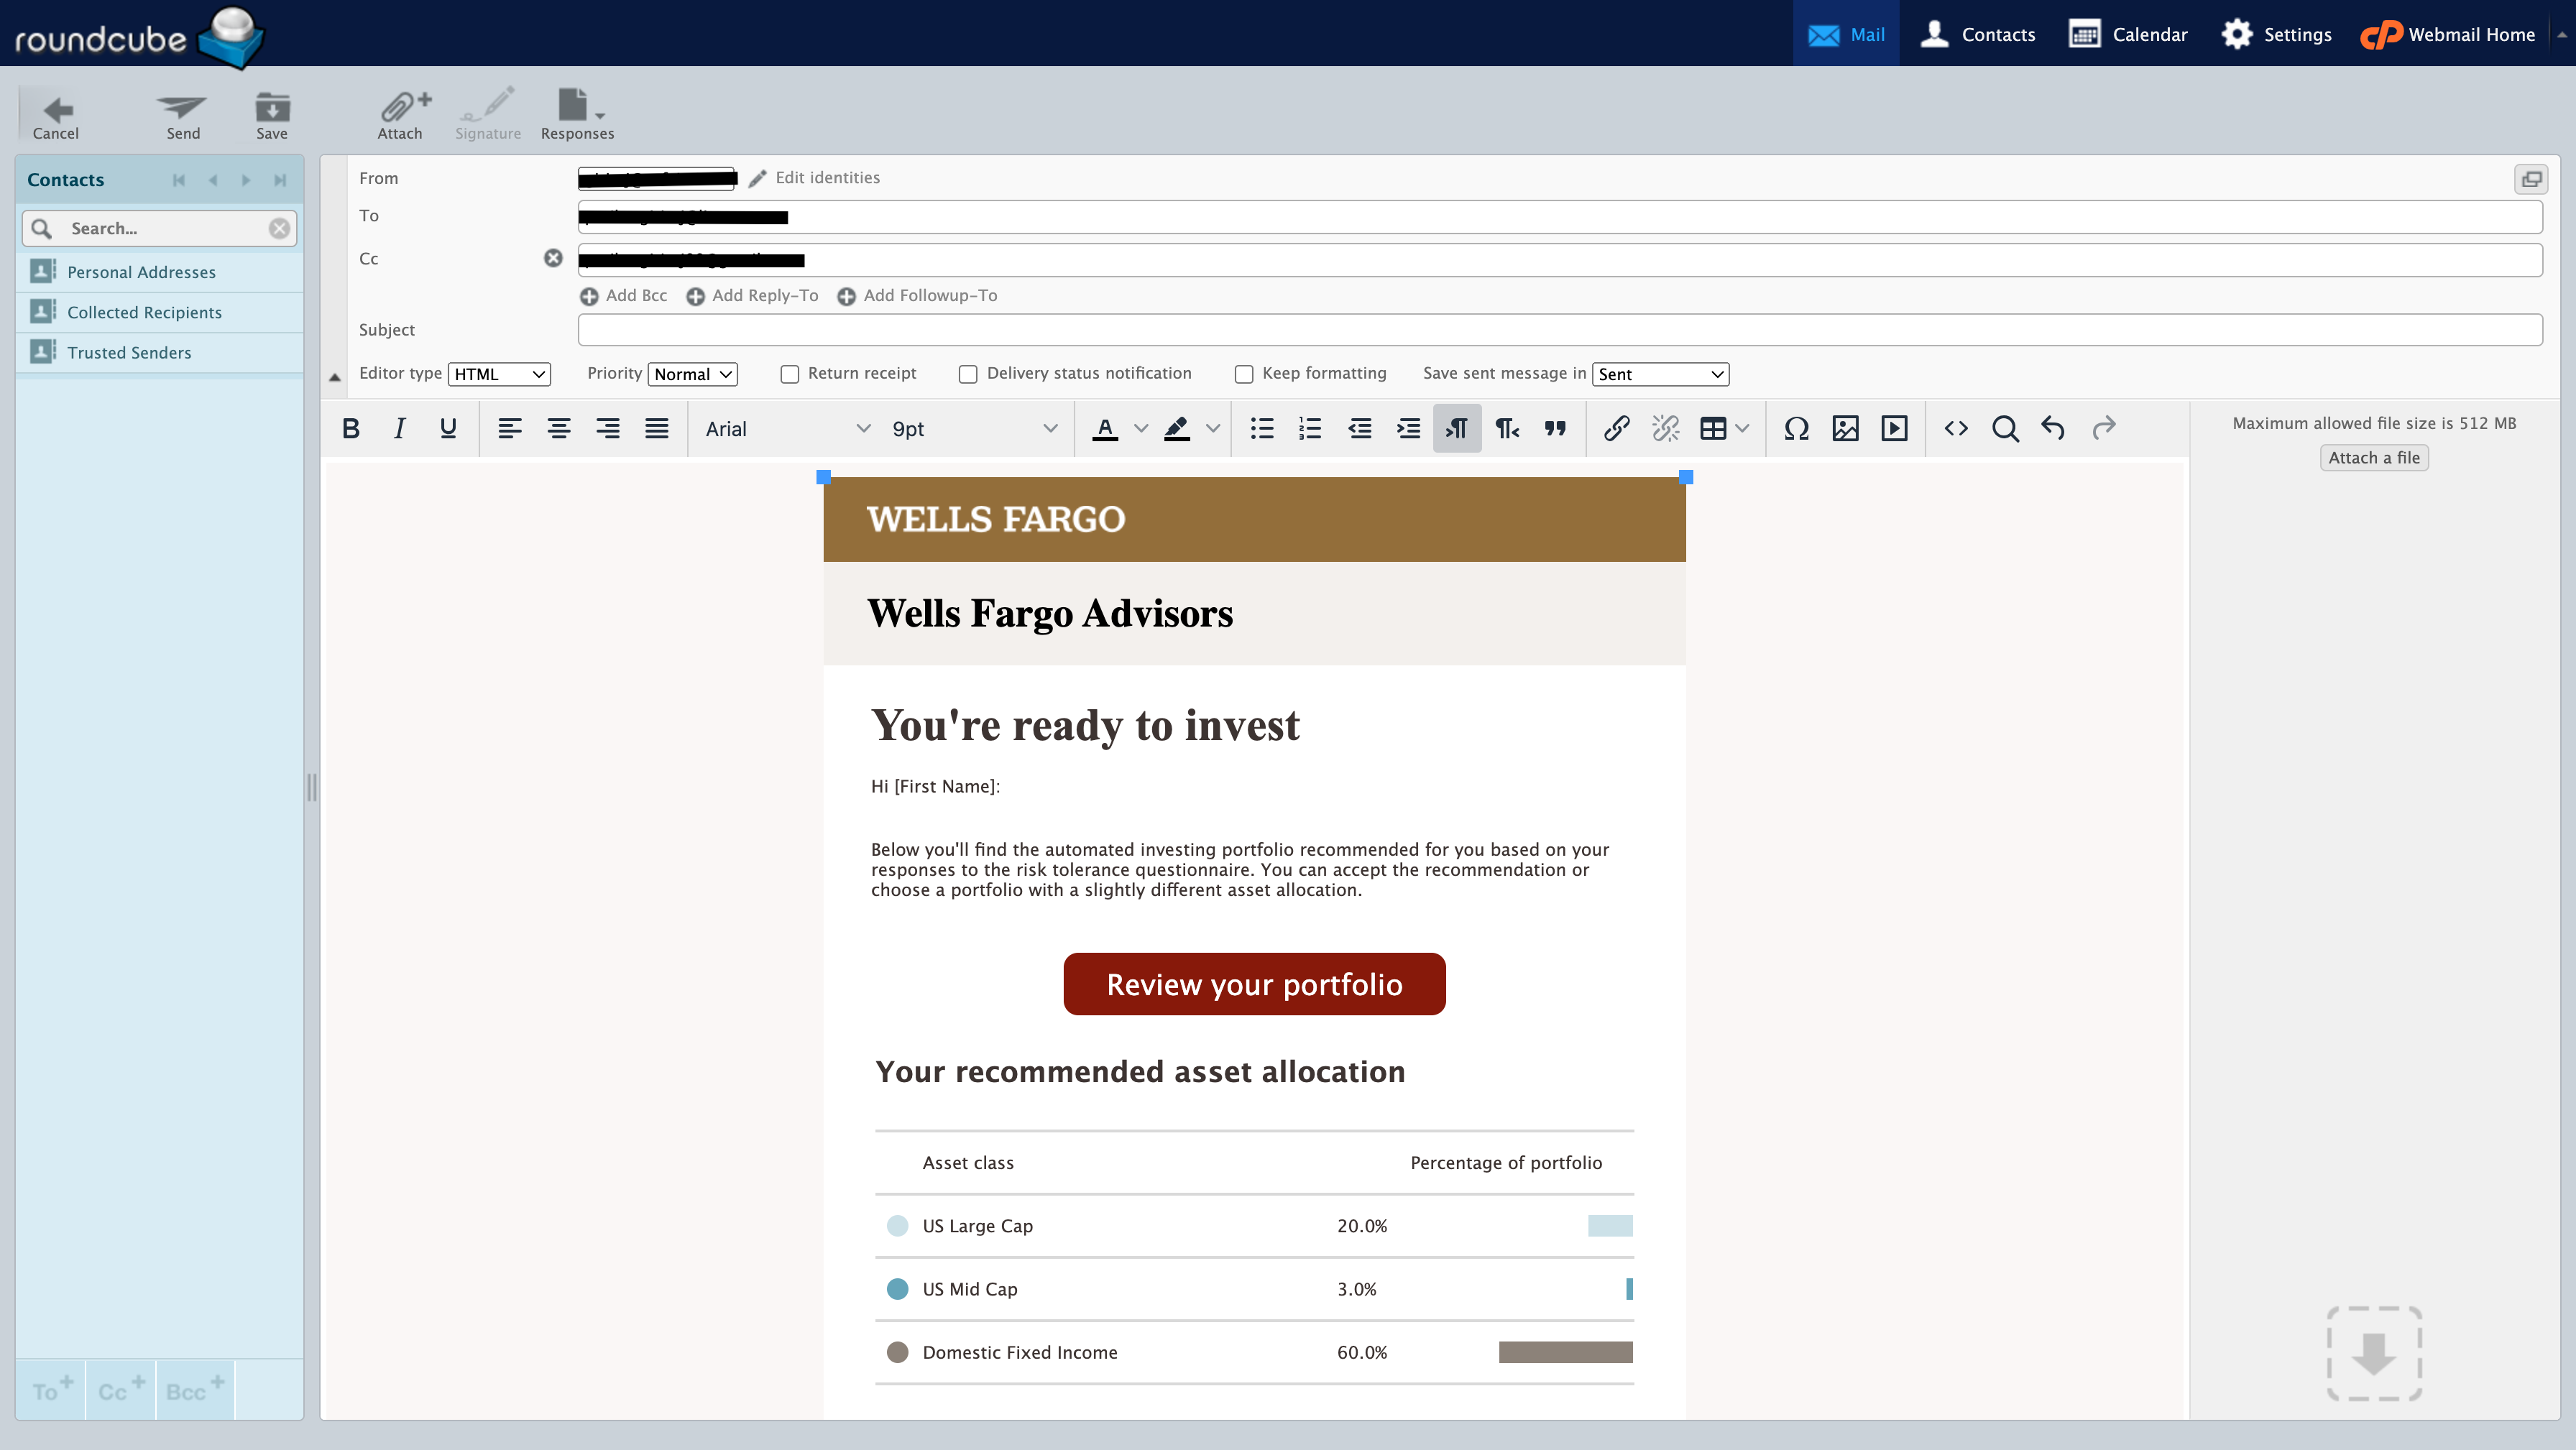 roundcube
Mail
Contacts
Calendar
Settings
cP Webmail Home
Cancel
Send
Save
Attach
Signature
Responses
Contacts
Search...
Personal Addresses
Collected Recipients
Trusted Senders
To+
Cc+
Bcc+
From
Edit identities
To
Cc
Add Bcc
Add Reply-To
Add Followup-To
Subject
Editor type HTML
Priority Normal
Return receipt
Delivery status notification
Keep formatting
Save sent message in Sent
Arial
9pt
Maximum allowed file size is 512 MB
Attach a file
WELLS FARGO
Wells Fargo Advisors
You're ready to invest
Hi [First Name]:
Below you'll find the automated investing portfolio recommended for you based on your
responses to the risk tolerance questionnaire. You can accept the recommendation or
choose a portfolio with a slightly different asset allocation.
Review your portfolio
Your recommended asset allocation
Asset class Percentage of portfolio
US Large Cap 20.0%
US Mid Cap 3.0%
Domestic Fixed Income 60.0%